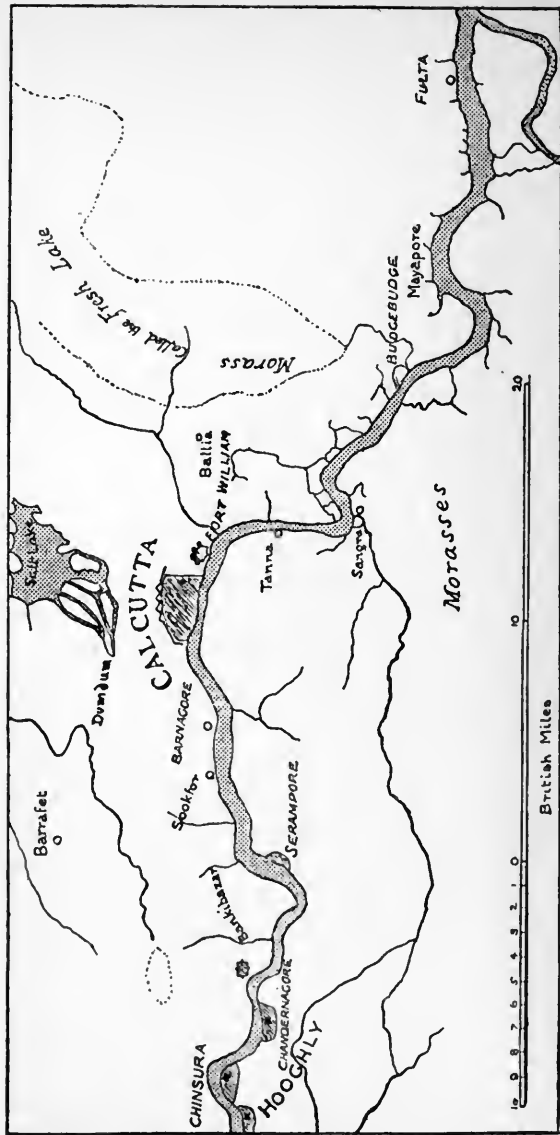 FULTA
Called the Fresh Lake
Morass
Mayapore
BUDGEBUDGE
Ballia
FORT WILLIAM
Salt Lake
CALCUTTA
Dumdum
Tanna
Sangral
Morasses
BARNAGORE
Sookfor
Barrafet
Bankibazar
SERAMPORE
CHANDERNAGORE
CHINSURA
HOOGHLY
10 9 8 7 6 5 4 3 2 1 0 10 20
British Miles